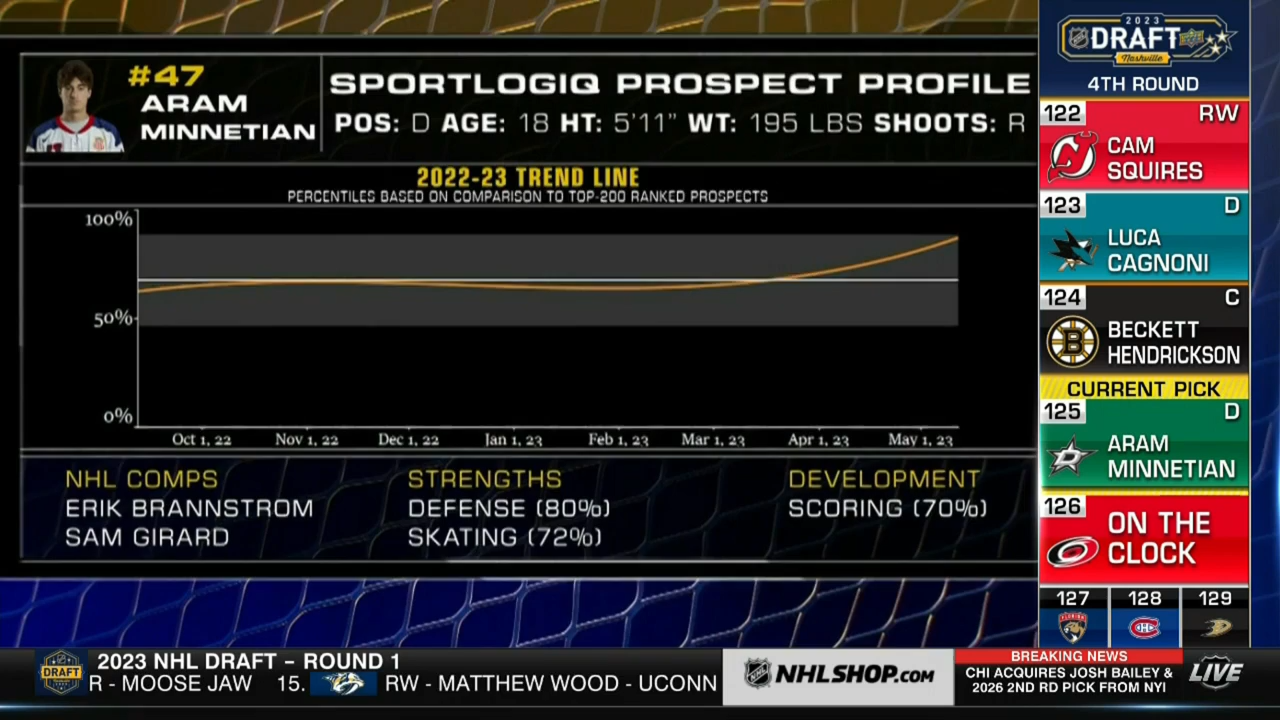 #47
ARAM
MINNETIAN
SPORTLOGIQ PROSPECT PROFILE
POS: D AGE: 18 HT: 5'11" WT: 195 LBS SHOOTS: R
2022-23 TREND LINE
PERCENTILES BASED ON COMPARISON TO TOP-200 RANKED PROSPECTS
100%
50%
0%
Oct 1, 22 Nov 1, 22 Dec 1, 22 Jan 1, 23 Feb 1, 23 Mar 1, 23 Apr 1, 23 May 1, 23
NHL COMPS
ERIK BRANNSTROM
SAM GIRARD
STRENGTHS
DEFENSE (80%)
SKATING (72%)
DEVELOPMENT
SCORING (70%)
2023
DRAFT
Nashville
4TH ROUND
122 RW
CAM
SQUIRES
123 D
LUCA
CAGNONI
124 C
BECKETT
HENDRICKSON
CURRENT PICK
125 D
ARAM
MINNETIAN
126
ON THE
CLOCK
127 128 129
DRAFT
2023 NHL DRAFT – ROUND 1
R - MOOSE JAW 15. RW - MATTHEW WOOD - UCONN
NHLSHOP.COM
BREAKING NEWS
CHI ACQUIRES JOSH BAILEY &
2026 2ND RD PICK FROM NYI
LIVE